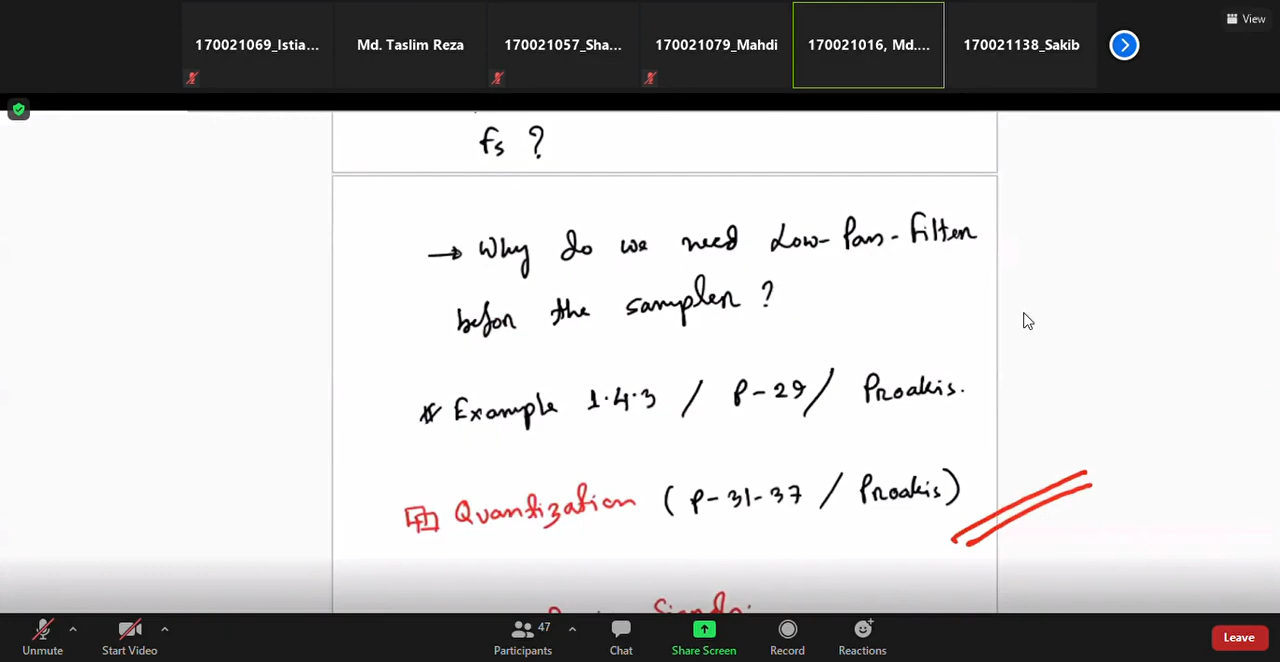 View
170021069_Istia...
Md. Taslim Reza
170021057_Sha...
170021079_Mahdi
170021016, Md....
170021138_Sakib
fs ?
→ Why do we need Low-Pass-Filter
before the sampler ?
* Example 1.4.3 / P-29/ Proakis.
Quantization (P-31-37 / Proakis)
Unmute
Start Video
47
Participants
Chat
Share Screen
Record
Reactions
Leave